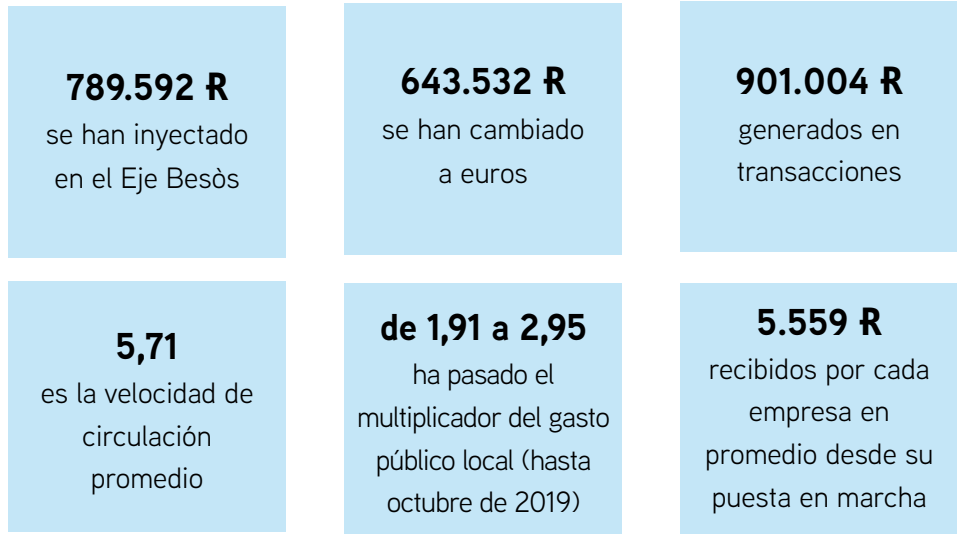 789.592 R
se han inyectado
en el Eje Besòs
643.532 R
se han cambiado
a euros
901.004 R
generados en
transacciones
5,71
es la velocidad de
circulación
promedio
de 1,91 a 2,95
ha pasado el
multiplicador del gasto
público local (hasta
octubre de 2019)
5.559 R
recibidos por cada
empresa en
promedio desde su
puesta en marcha